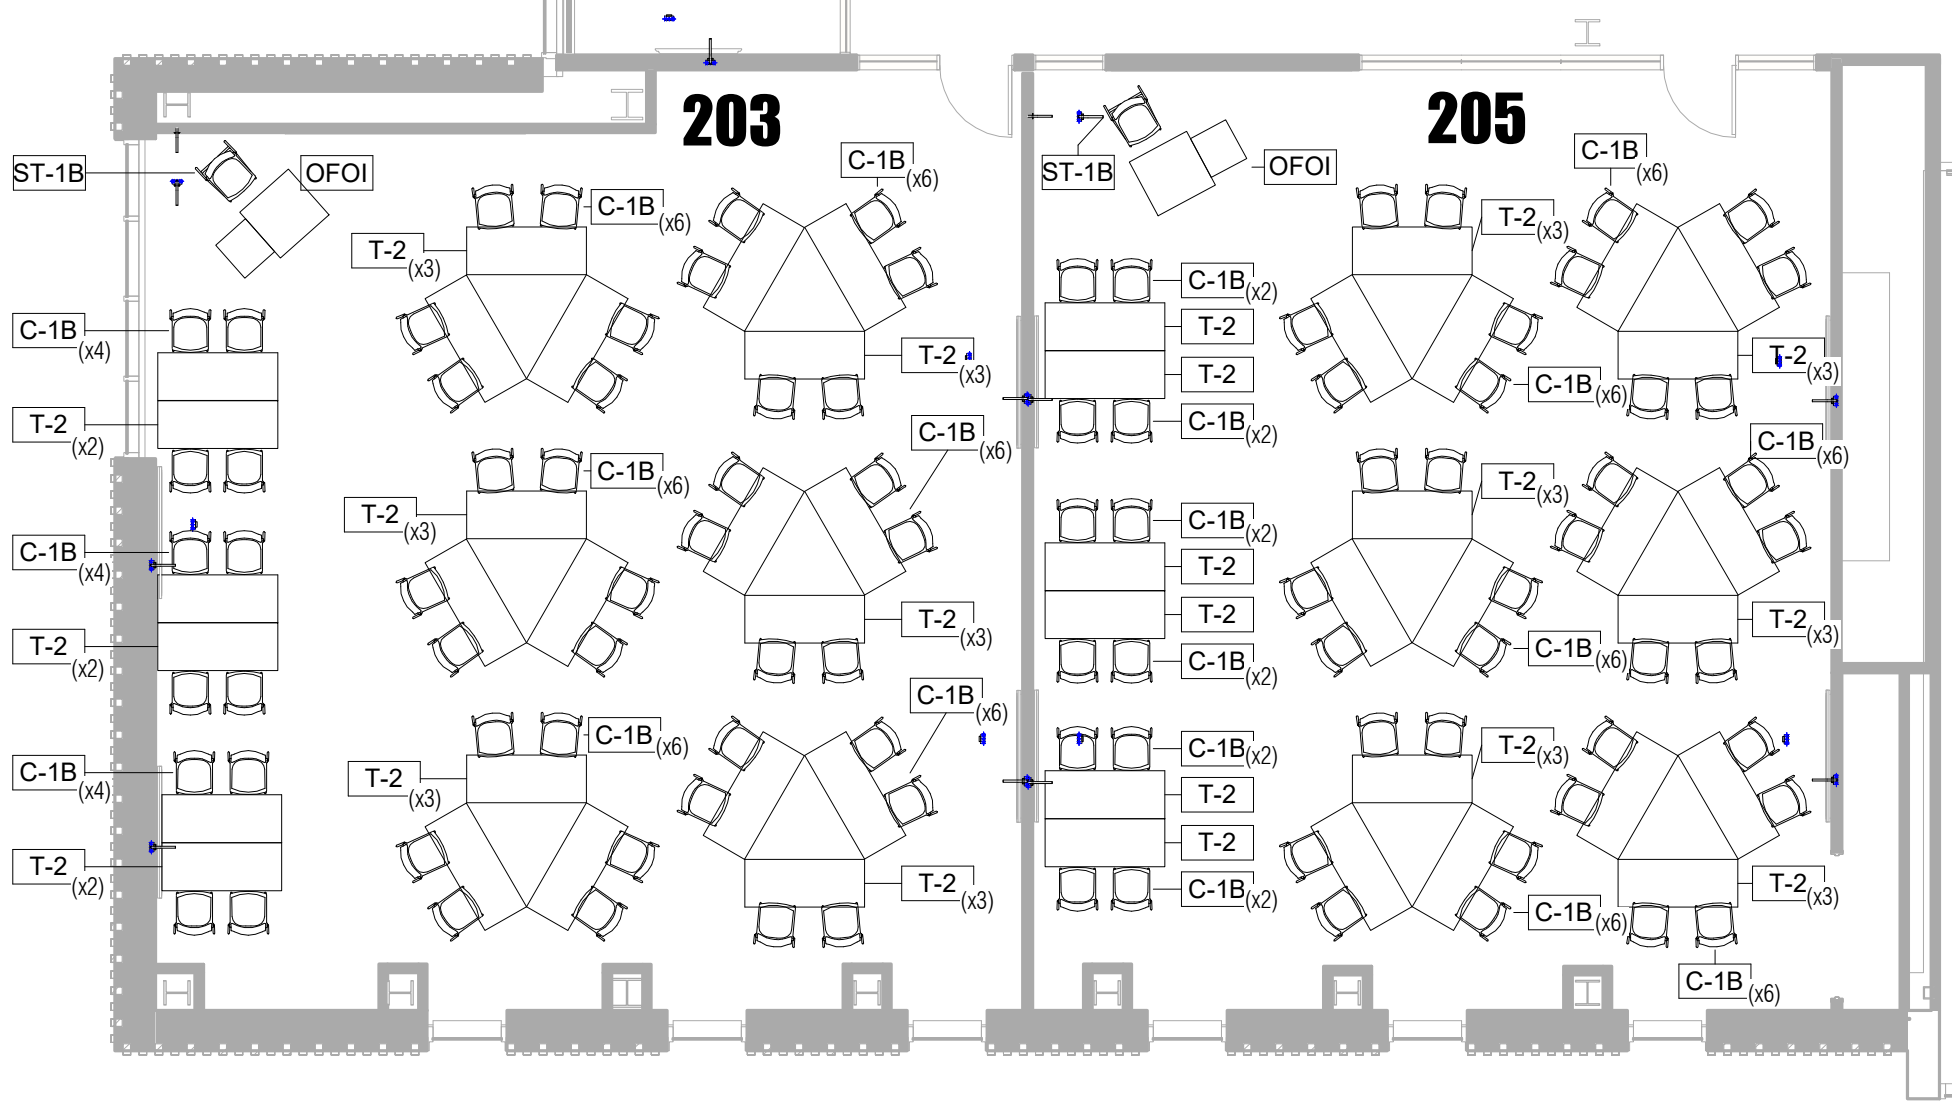 203
205
ST-1B
OFOI
C-1B
(x6)
C-1B
(x6)
T-2
(x3)
C-1B
(x4)
T-2
(x3)
T-2
(x2)
C-1B
(x6)
C-1B
(x6)
T-2
(x3)
C-1B
(x4)
T-2
(x3)
T-2
(x2)
C-1B
(x6)
C-1B
(x6)
T-2
(x3)
C-1B
(x4)
T-2
(x3)
T-2
(x2)
ST-1B
OFOI
C-1B
(x6)
T-2
(x3)
C-1B
(x2)
T-2
T-2
(x3)
T-2
C-1B
(x6)
C-1B
(x2)
C-1B
(x6)
T-2
(x3)
C-1B
(x2)
T-2
T-2
T-2
(x3)
C-1B
(x6)
C-1B
(x2)
C-1B
(x2)
T-2
(x3)
T-2
T-2
C-1B
(x2)
T-2
(x3)
C-1B
(x6)
C-1B
(x6)